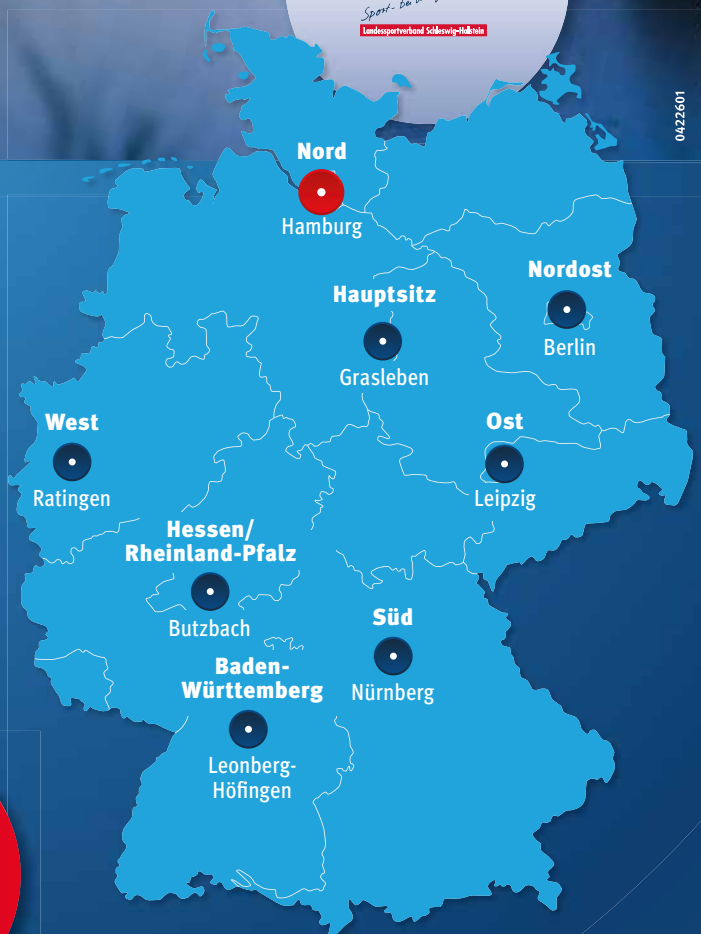 Sport-
Landessportverband Schleswig-Holstein
0422601
Nord
Hamburg
Hauptsitz
Grasleben
Nordost
Berlin
West
Ratingen
Ost
Leipzig
Hessen/
Rheinland-Pfalz
Butzbach
Süd
Nürnberg
Baden-
Württemberg
Leonberg-
Höfingen